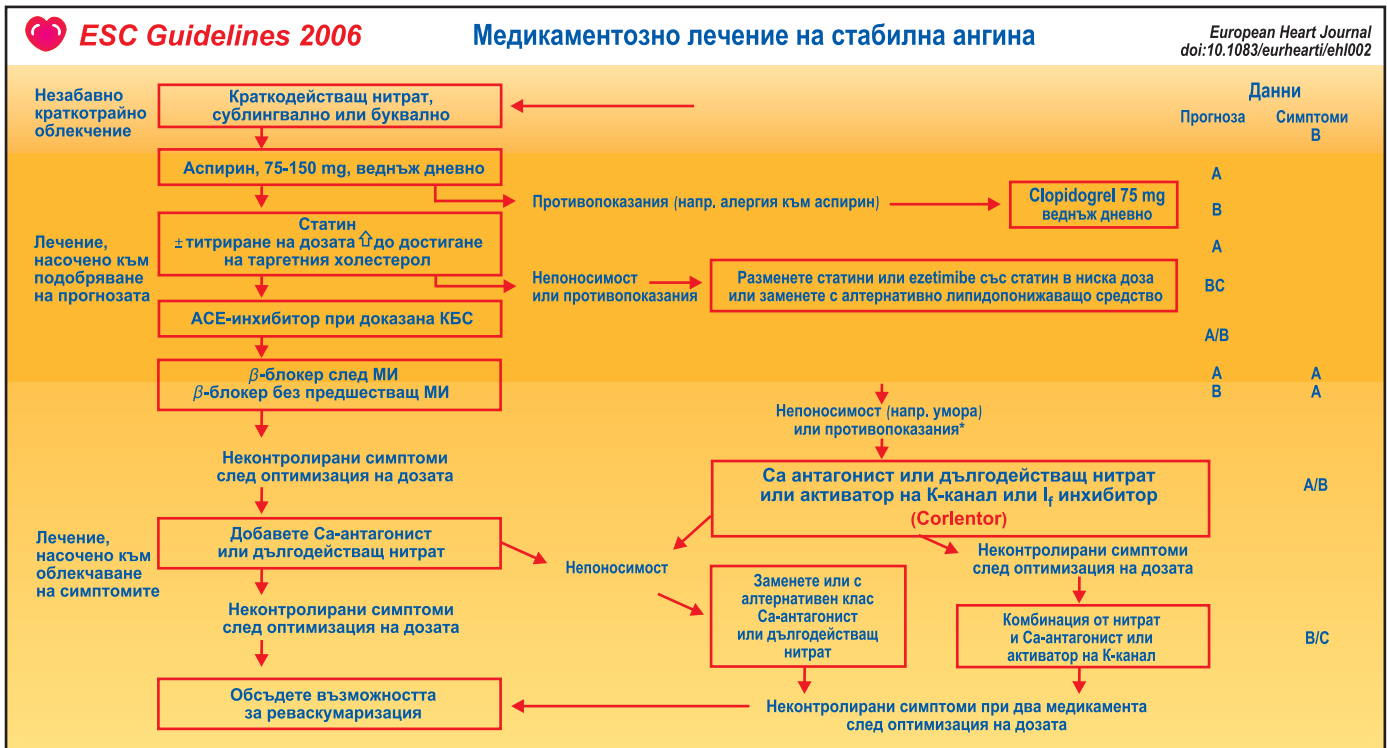 ESC Guidelines 2006
Медикаментозно лечение на стабилна ангина
European Heart Journal
doi:10.1083/eurhearti/ehl002
Незабавно
краткотрайно
облекчение
Краткодействащ нитрат,
сублингвално или буквално
Данни
Прогноза
Симптоми
B
Аспирин, 75-150 mg, веднъж дневно
A
Противопоказания (напр. алергия към аспирин)
Clopidogrel 75 mg
веднъж дневно
B
Лечение,
насочено към
подобряване
на прогнозата
Статин
± титриране на дозата ⇧ до достигане
на таргетния холестерол
A
Непоносимост
или противопоказания
Разменете статини или ezetimibe със статин в ниска доза
или заменете с алтернативно липидопонижаващо средство
BC
ACE-инхибитор при доказана КБС
A/B
β-блокер след МИ
β-блокер без предшестващ МИ
A A
B A
Непоносимост (напр. умора)
или противопоказания*
Неконтролирани симптоми
след оптимизация на дозата
Са антагонист или дългодействащ нитрат
или активатор на К-канал или If инхибитор
(Corlentor)
A/B
Лечение,
насочено към
облекчаване
на симптомите
Добавете Са-антагонист
или дългодействащ нитрат
Непоносимост
Неконтролирани симптоми
след оптимизация на дозата
Заменете или с
алтернативен клас
Са-антагонист
или дългодействащ
нитрат
Неконтролирани симптоми
след оптимизация на дозата
Комбинация от нитрат
и Са-антагонист или
активатор на К-канал
B/C
Обсъдете възможността
за реваскумаризация
Неконтролирани симптоми при два медикамента
след оптимизация на дозата